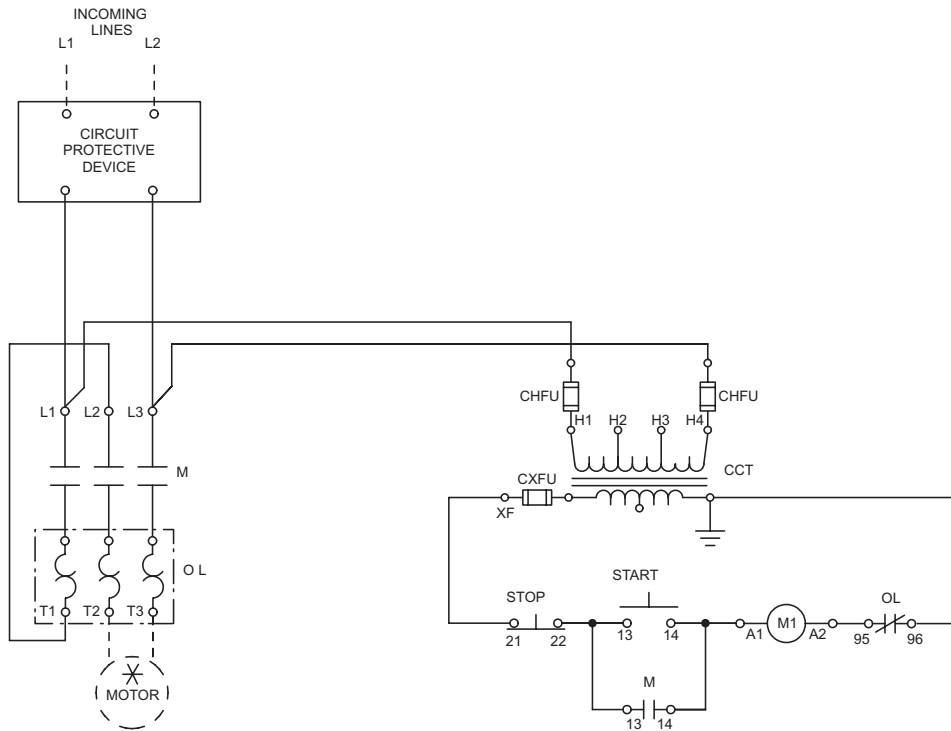 INCOMING
LINES
L1 L2
CIRCUIT
PROTECTIVE
DEVICE
L1 L2 L3
M
O L
T1 T2 T3
MOTOR
CHFU CHFU
H1 H2 H3 H4
CCT
CXFU
XF
STOP START OL
21 22 13 14 A1 M1 A2 95 96
M
13 14